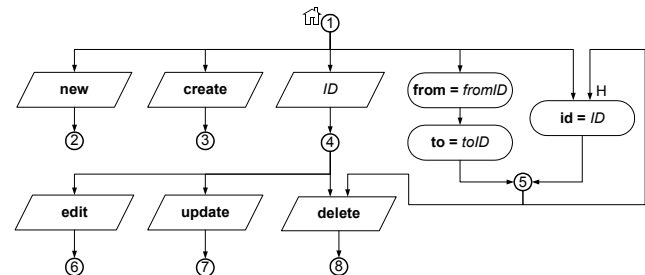 1
new
create
ID
from = fromID
H
id = ID
to = toID
2
3
4
5
edit
update
delete
6
7
8